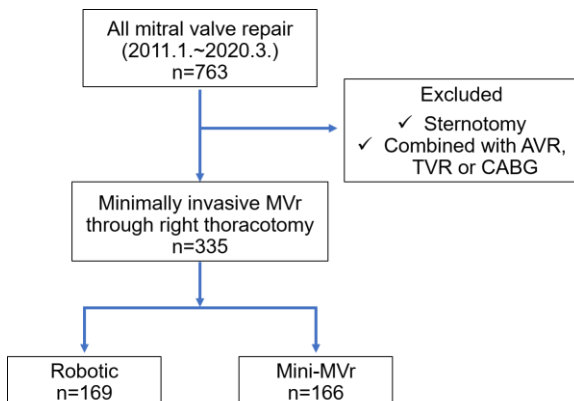 All mitral valve repair
(2011.1.~2020.3.)
n=763
Excluded
✓ Sternotomy
✓ Combined with AVR,
TVR or CABG
Minimally invasive MVr
through right thoracotomy
n=335
Robotic
n=169
Mini-MVr
n=166